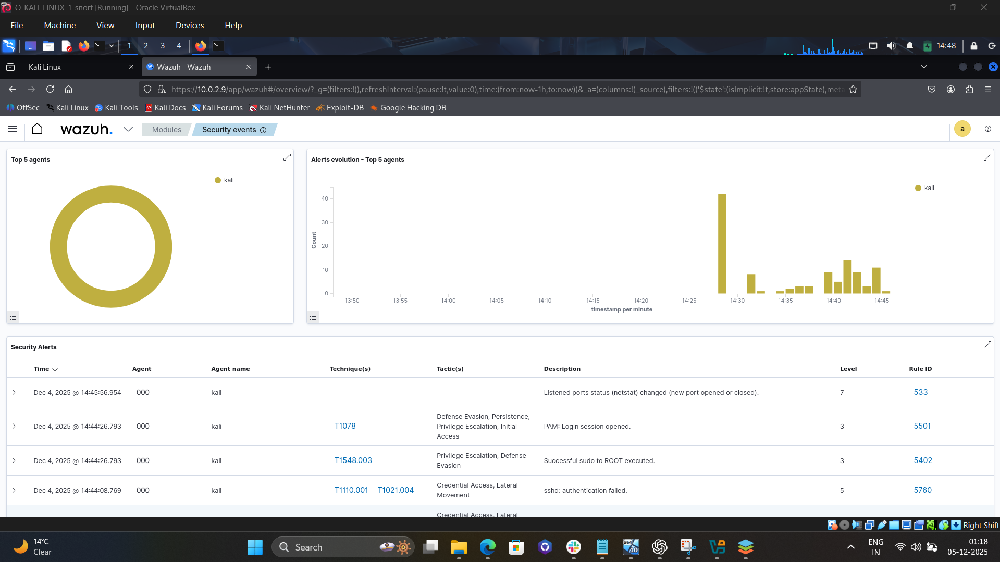 O_KALI_LINUX_1_snort [Running] - Oracle VirtualBox
File Machine View Input Devices Help
1 2 3 4 14:48
Kali Linux Wazuh - Wazuh
https://10.0.2.9/app/wazuh#/overview/?_g=(filters:!(),refreshInterval:(pause:!t,value:0),time:(from:now-1h,to:now))&_a=(columns:!(_source),filters:!(('$state':(isImplicit:!t,store:appState),meta
OffSec Kali Linux Kali Tools Kali Docs Kali Forums Kali NetHunter Exploit-DB Google Hacking DB
wazuh. Modules Security events a
Top 5 agents
kali
Alerts evolution - Top 5 agents
kali
Count
40
30
20
10
0
13:50 13:55 14:00 14:05 14:10 14:15 14:20 14:25 14:30 14:35 14:40 14:45
timestamp per minute
Security Alerts
Time Agent Agent name Technique(s) Tactic(s) Description Level Rule ID
Dec 4, 2025 @ 14:45:56.954 000 kali Listened ports status (netstat) changed (new port opened or closed). 7 533
Defense Evasion, Persistence,
Dec 4, 2025 @ 14:44:26.793 000 kali T1078 Privilege Escalation, Initial PAM: Login session opened. 3 5501
Access
Privilege Escalation, Defense
Dec 4, 2025 @ 14:44:26.793 000 kali T1548.003 Successful sudo to ROOT executed. 3 5402
Evasion
Credential Access, Lateral
Dec 4, 2025 @ 14:44:08.769 000 kali T1110.001 T1021.004 sshd: authentication failed. 5 5760
Movement
Credential Access, Lateral
Right Shift
14°C
Clear
Search
ENG
IN
01:18
05-12-2025